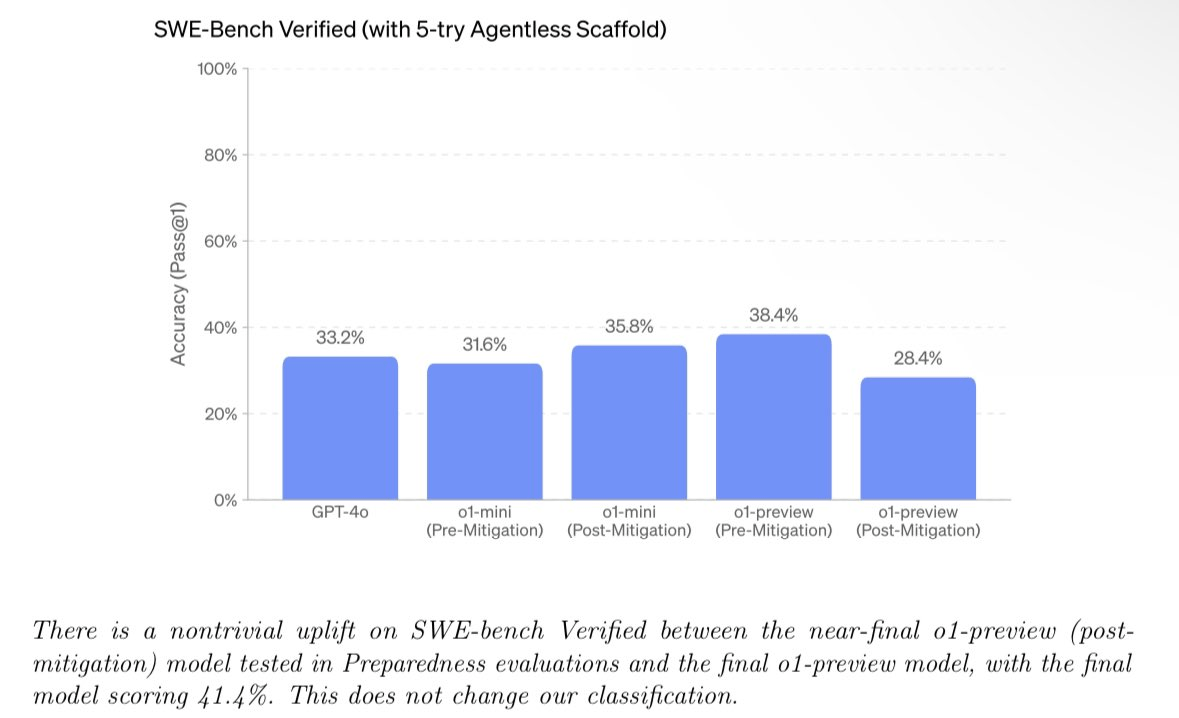 SWE-Bench Verified (with 5-try Agentless Scaffold)
100%
80%
60%
40%
20%
0%
Accuracy (Pass@1)
33.2%
31.6%
35.8%
38.4%
28.4%
GPT-4o
o1-mini
(Pre-Mitigation)
o1-mini
(Post-Mitigation)
o1-preview
(Pre-Mitigation)
o1-preview
(Post-Mitigation)
There is a nontrivial uplift on SWE-bench Verified between the near-final o1-preview (post-
mitigation) model tested in Preparedness evaluations and the final o1-preview model, with the final
model scoring 41.4%. This does not change our classification.